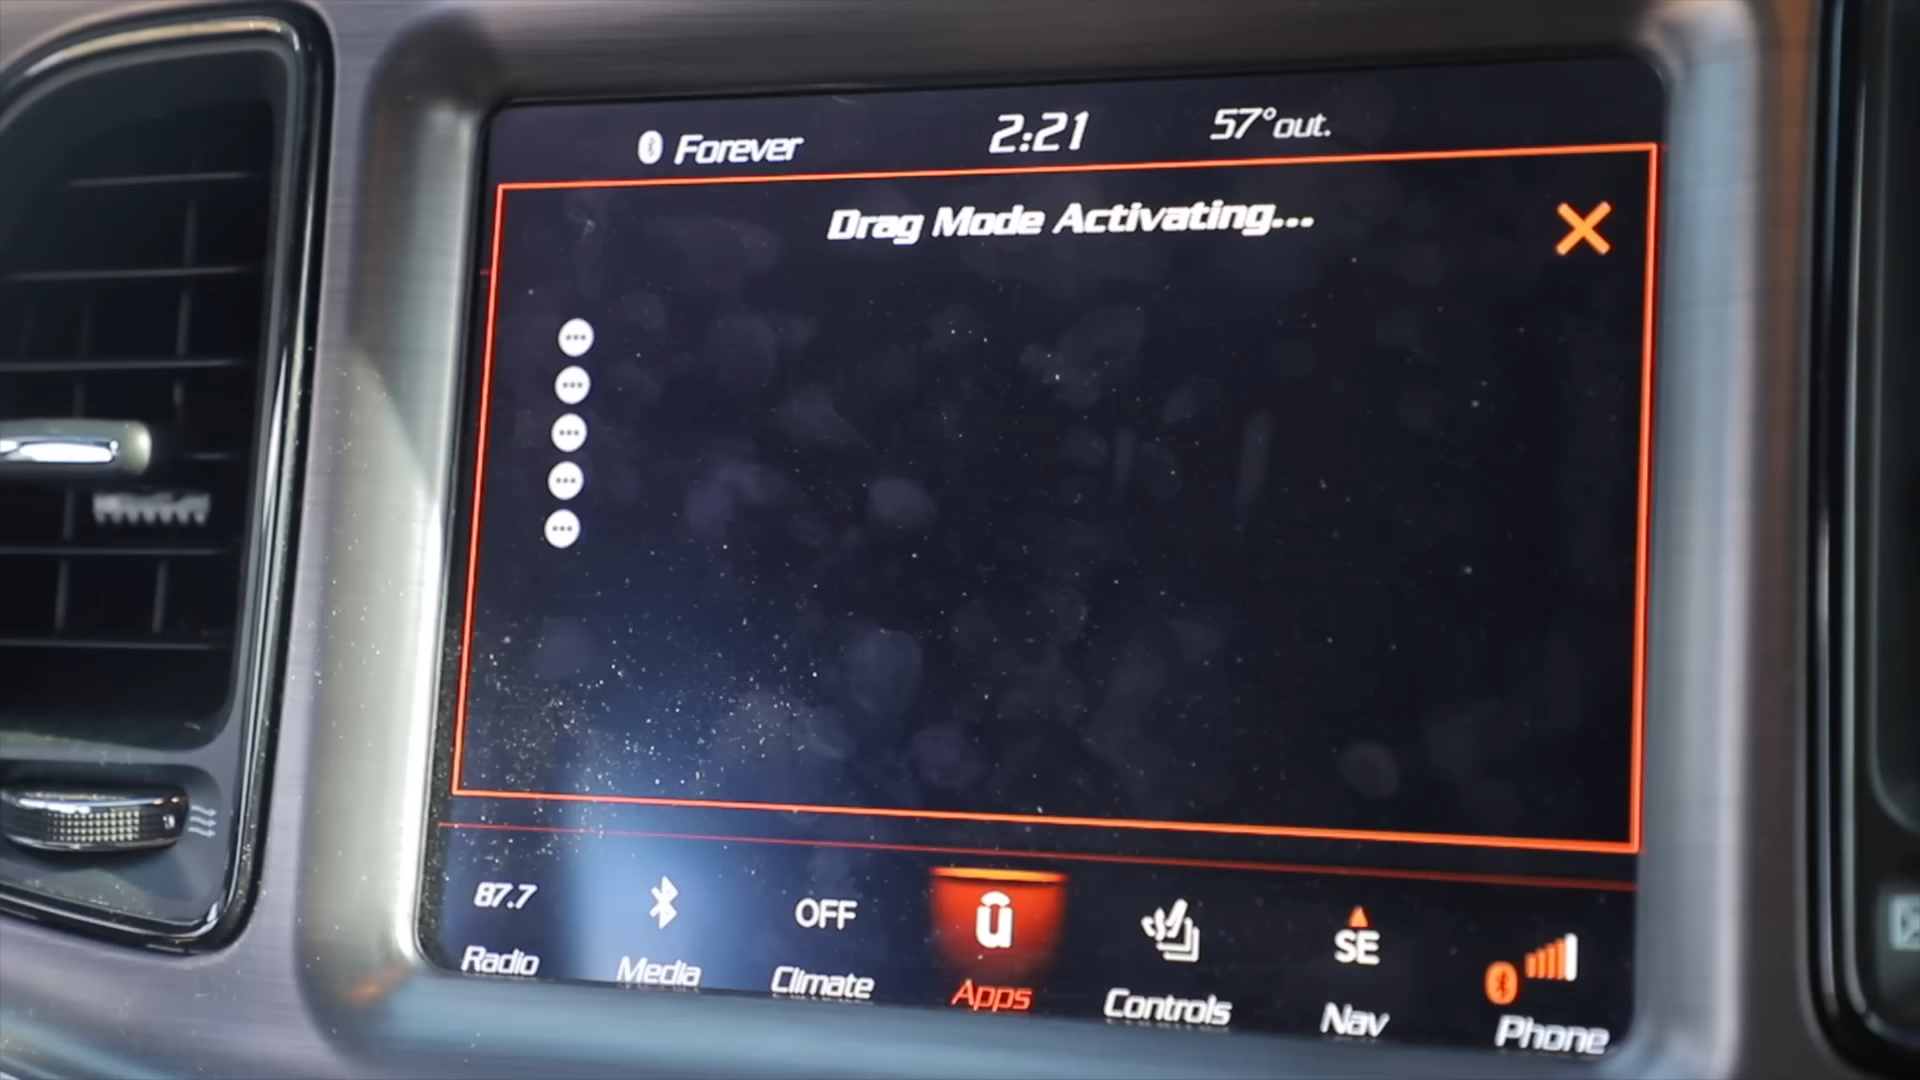 Forever 2:21 57°out.
Drag Mode Activating...
87.7 OFF SE
Radio Media Climate Apps Controls Nav Phone